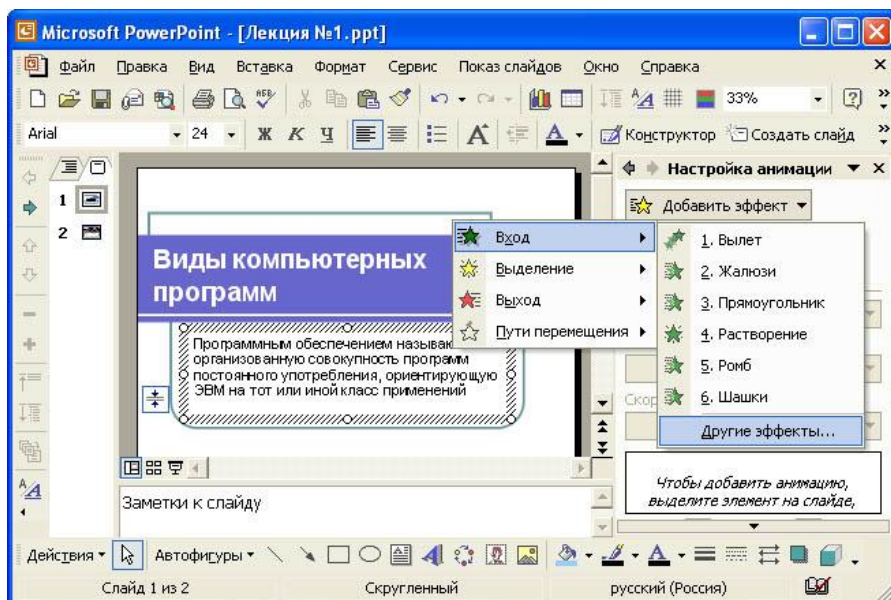 Microsoft PowerPoint - [Лекция №1.ppt]
Файл Правка Вид Вставка Формат Сервис Показ слайдов Окно Справка
33%
Arial 24 Ж К Ч Конструктор Создать слайд
Настройка анимации
Добавить эффект
1
2
Вход
Выделение
Выход
Пути перемещения
1. Вылет
2. Жалюзи
3. Прямоугольник
4. Растворение
5. Ромб
6. Шашки
Другие эффекты...
Виды компьютерных
программ
Программным обеспечением называю
организованную совокупность программ
постоянного употребления, ориентирующую
ЭВМ на тот или иной класс применений
Скор
Чтобы добавить анимацию,
выделите элемент на слайде,
Заметки к слайду
Действия Автофигуры
Слайд 1 из 2 Скругленный русский (Россия)